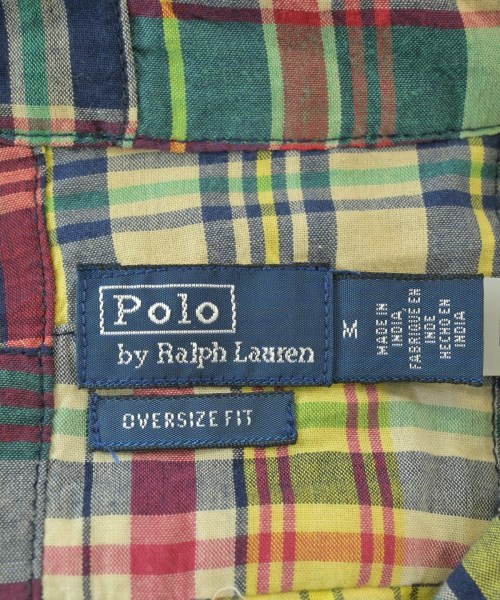 Polo
by Ralph Lauren
M
MADE IN
INDIA
FABRIQUE EN
INDE
HECHO EN
INDIA
OVERSIZE FIT